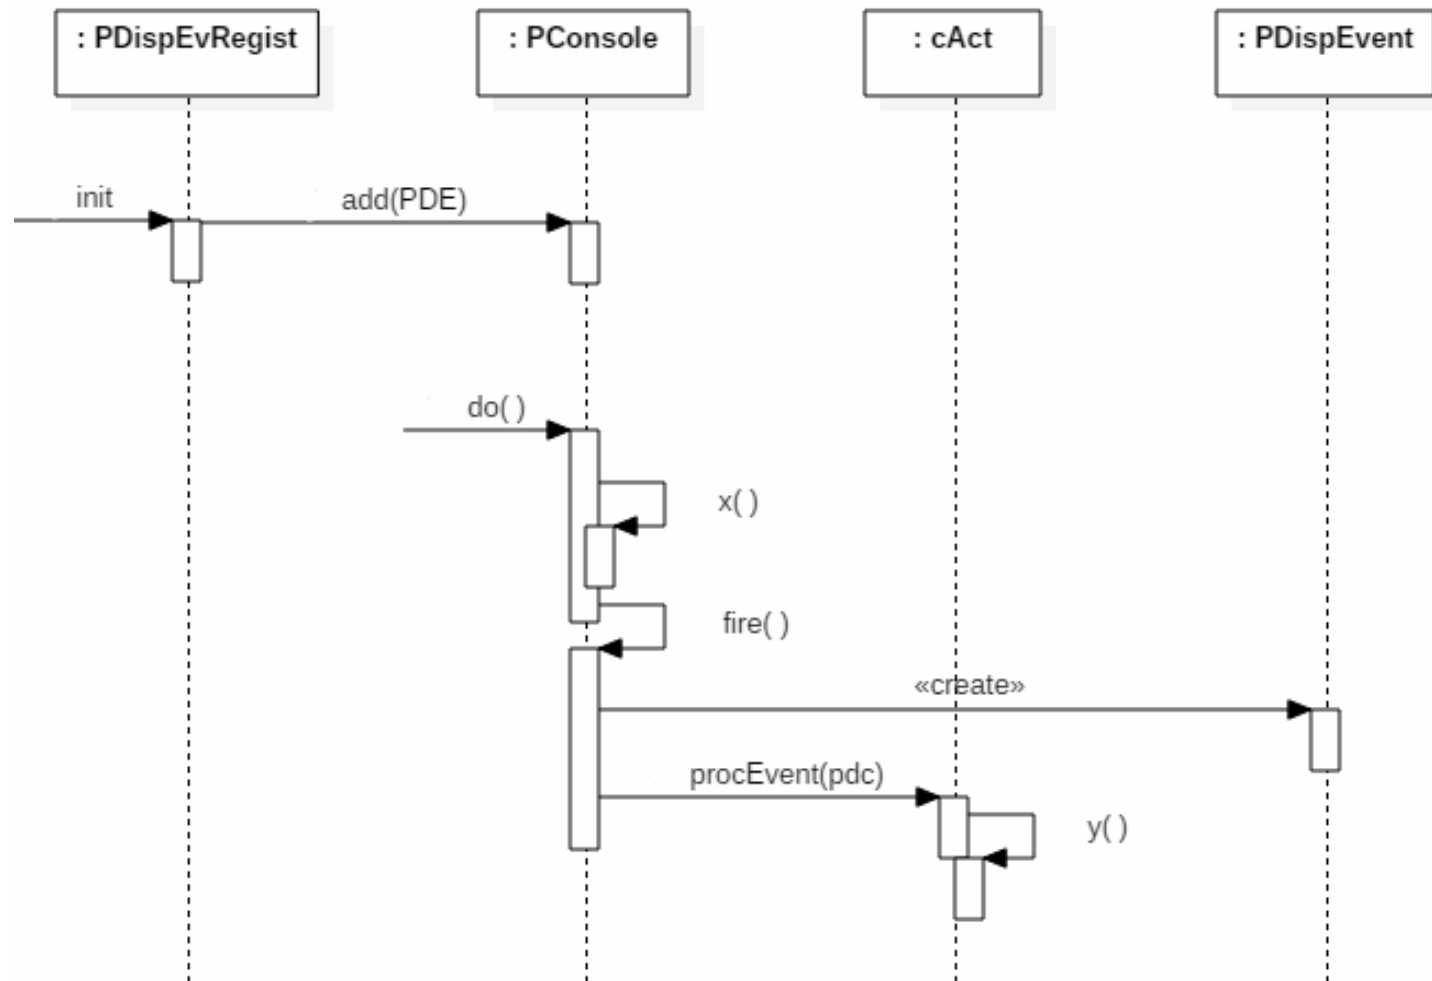 : PDispEvRegist
: PConsole
: cAct
: PDispEvent
init
add(PDE)
do( )
x( )
fire( )
«create»
procEvent(pdc)
y( )